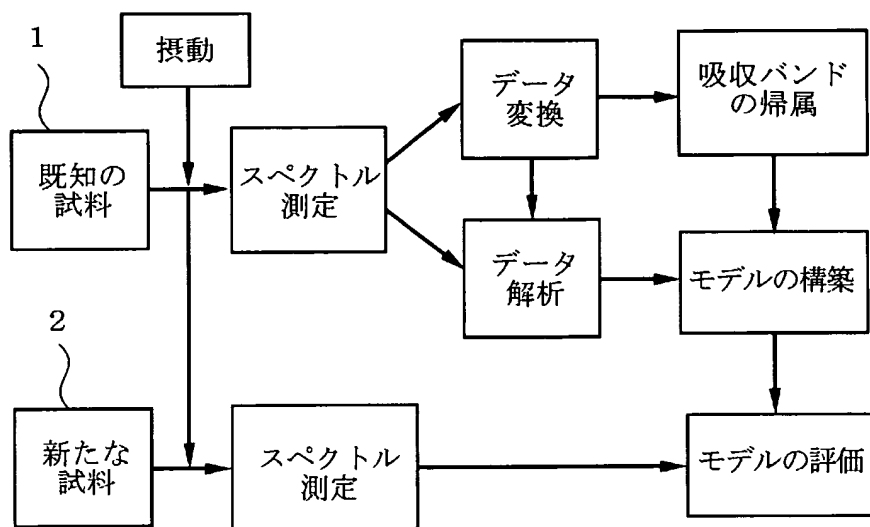 1
摂動
既知の
試料
スペクトル
測定
データ
変換
吸収バンド
の帰属
データ
解析
モデルの構築
2
新たな
試料
スペクトル
測定
モデルの評価